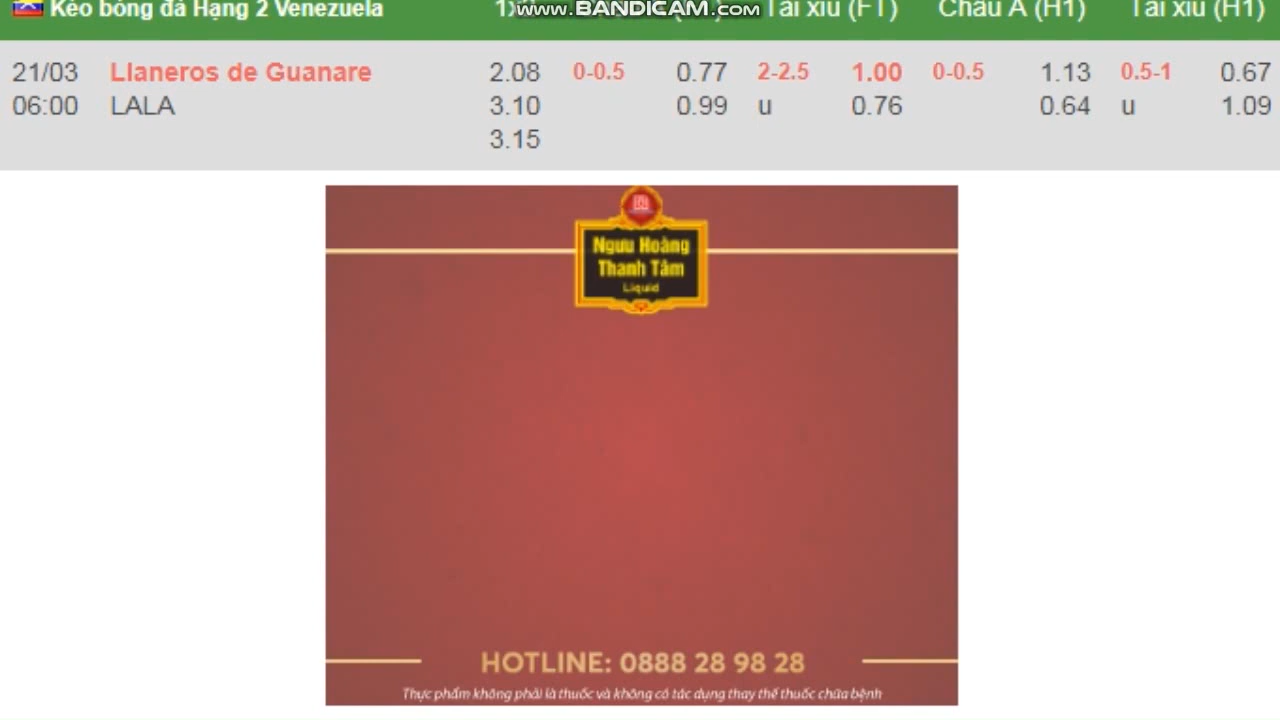 Kèo bóng đá Hạng 2 Venezuela
www.BANDICAM.com
Tài xỉu (FT) Châu Á (H1) Tài xỉu (H1)
21/03 Llaneros de Guanare 2.08 0-0.5 0.77 2-2.5 1.00 0-0.5 1.13 0.5-1 0.67
06:00 LALA 3.10 0.99 u 0.76 0.64 u 1.09
3.15
Ngưu Hoàng
Thanh Tâm
Liquid
HOTLINE: 0888 28 98 28
Thực phẩm không phải là thuốc và không có tác dụng thay thế thuốc chữa bệnh